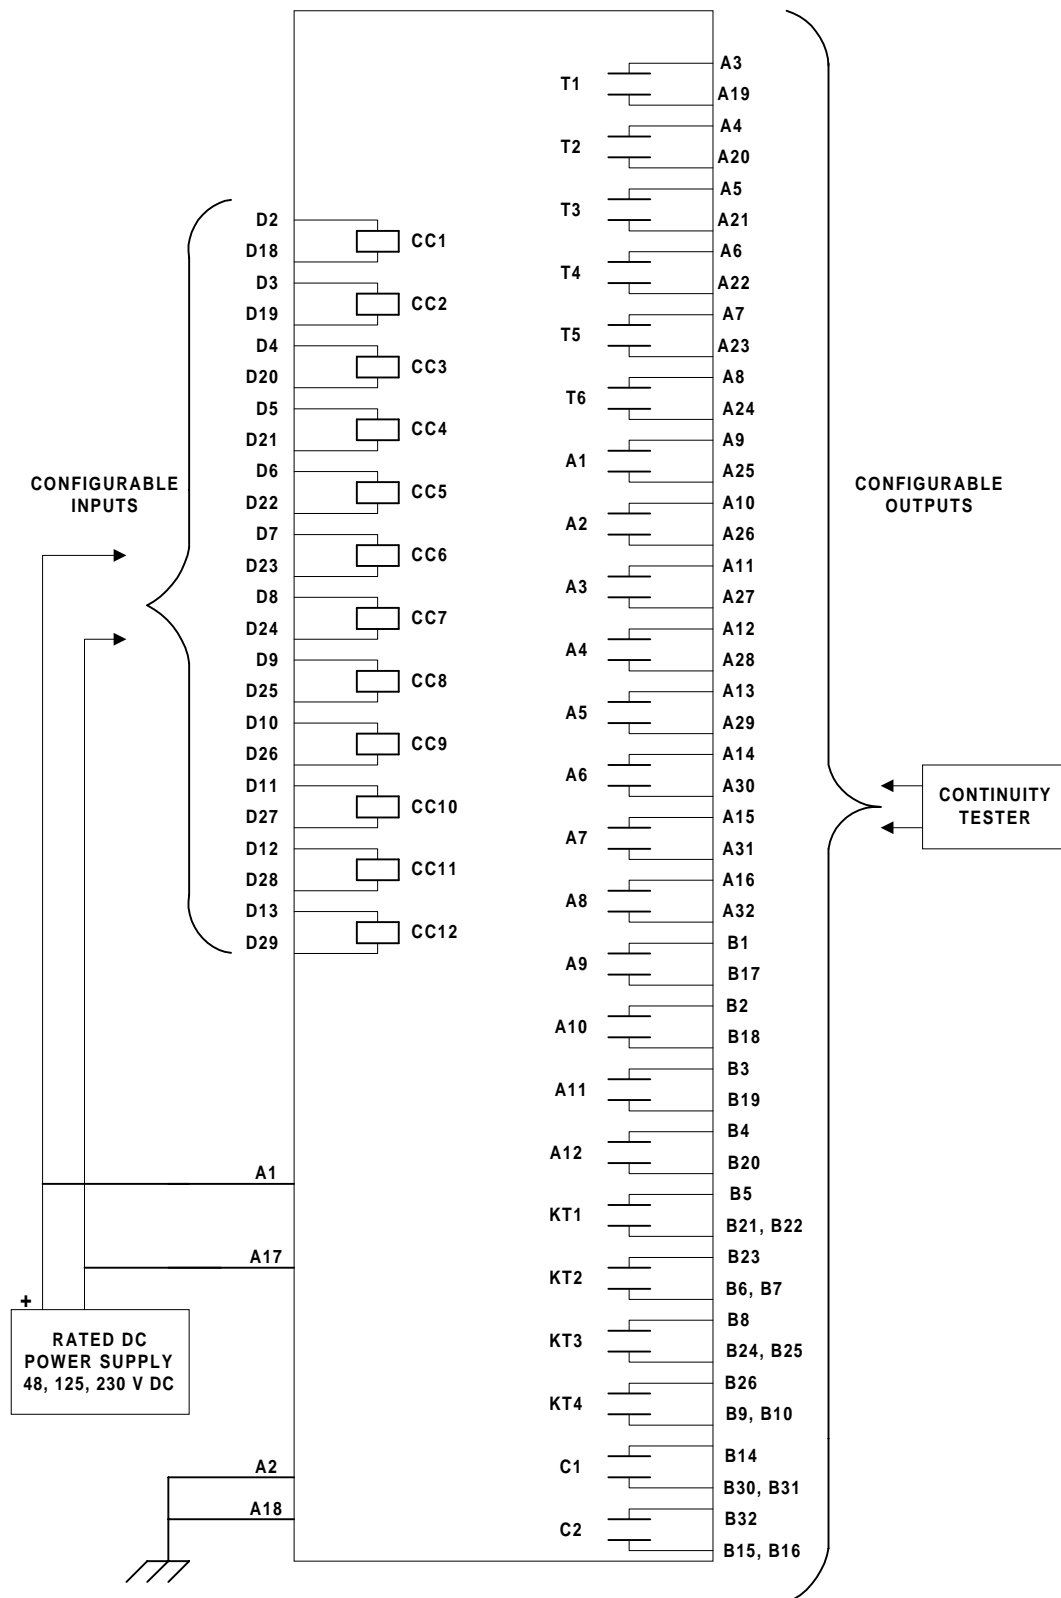 A3
T1
A19
A4
T2
A20
A5
T3
A21
A6
T4
A22
A7
T5
A23
A8
T6
A24
A9
A1
A25
A10
A2
A26
A11
A3
A27
A12
A4
A28
A13
A5
A29
A14
A6
A30
A15
A7
A31
A16
A8
A32
B1
A9
B17
B2
A10
B18
B3
A11
B19
B4
A12
B20
B5
KT1
B21, B22
B23
KT2
B6, B7
B8
KT3
B24, B25
B26
KT4
B9, B10
B14
C1
B30, B31
B32
C2
B15, B16
D2
CC1
D18
D3
CC2
D19
D4
CC3
D20
D5
CC4
D21
D6
CC5
D22
D7
CC6
D23
D8
CC7
D24
D9
CC8
D25
D10
CC9
D26
D11
CC10
D27
D12
CC11
D28
D13
CC12
D29
CONFIGURABLE
INPUTS
CONFIGURABLE
OUTPUTS
CONTINUITY
TESTER
A1
A17
+
RATED DC
POWER SUPPLY
48, 125, 230 V DC
A2
A18